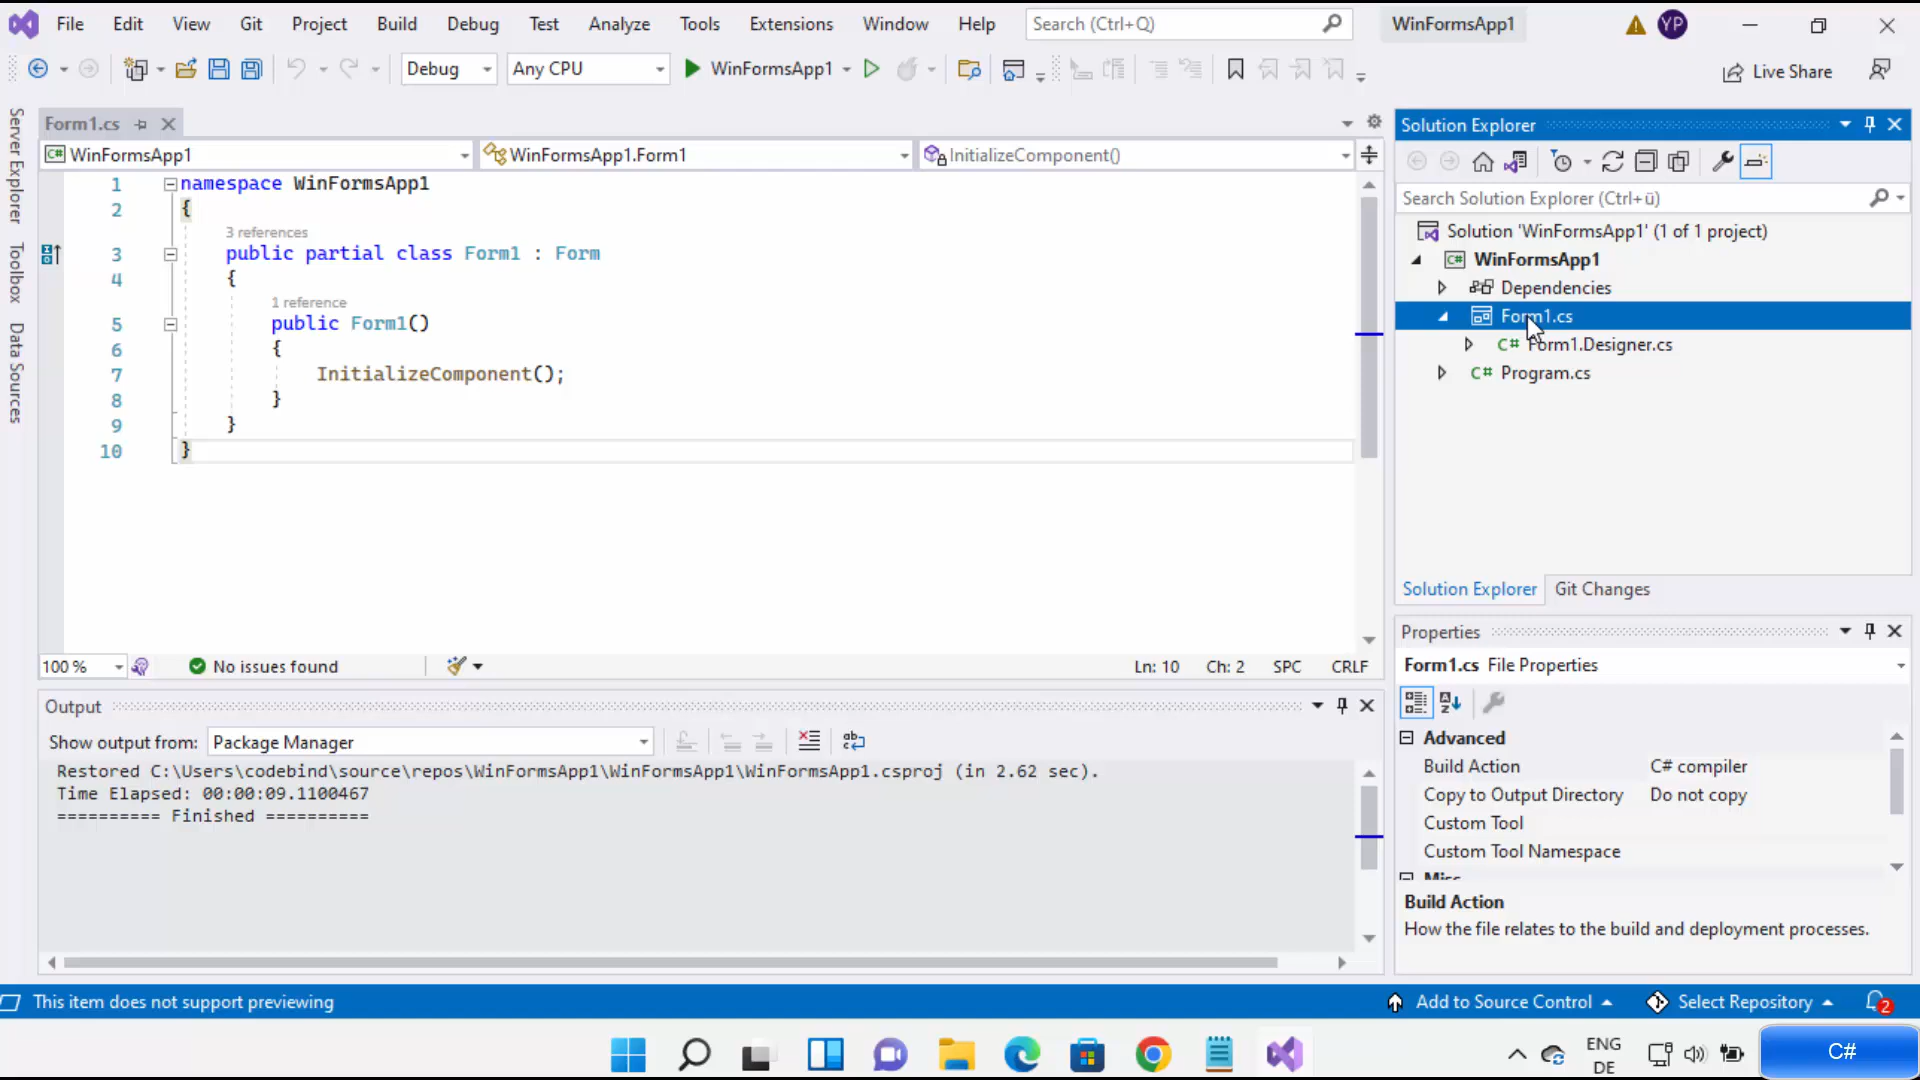 File Edit View Git Project Build Debug Test Analyze Tools Extensions Window Help Search (Ctrl+Q) WinFormsApp1 YP
Debug Any CPU WinFormsApp1 Live Share
Server Explorer
Toolbox
Data Sources
Form1.cs
WinFormsApp1 WinFormsApp1.Form1 InitializeComponent()
1 namespace WinFormsApp1
2 {
3 references
3 public partial class Form1 : Form
4 {
1 reference
5 public Form1()
6 {
7 InitializeComponent();
8 }
9 }
10 }
100 % No issues found Ln: 10 Ch: 2 SPC CRLF
Output
Show output from: Package Manager
Restored C:\Users\codebind\source\repos\WinFormsApp1\WinFormsApp1\WinFormsApp1.csproj (in 2.62 sec).
Time Elapsed: 00:00:09.1100467
========== Finished ==========
Solution Explorer
Search Solution Explorer (Ctrl+ü)
Solution 'WinFormsApp1' (1 of 1 project)
C# WinFormsApp1
Dependencies
Form1.cs
C# Form1.Designer.cs
C# Program.cs
Solution Explorer Git Changes
Properties
Form1.cs File Properties
Advanced
Build Action C# compiler
Copy to Output Directory Do not copy
Custom Tool
Custom Tool Namespace
Misc
Build Action
How the file relates to the build and deployment processes.
This item does not support previewing Add to Source Control Select Repository 2
ENG
DE
C#